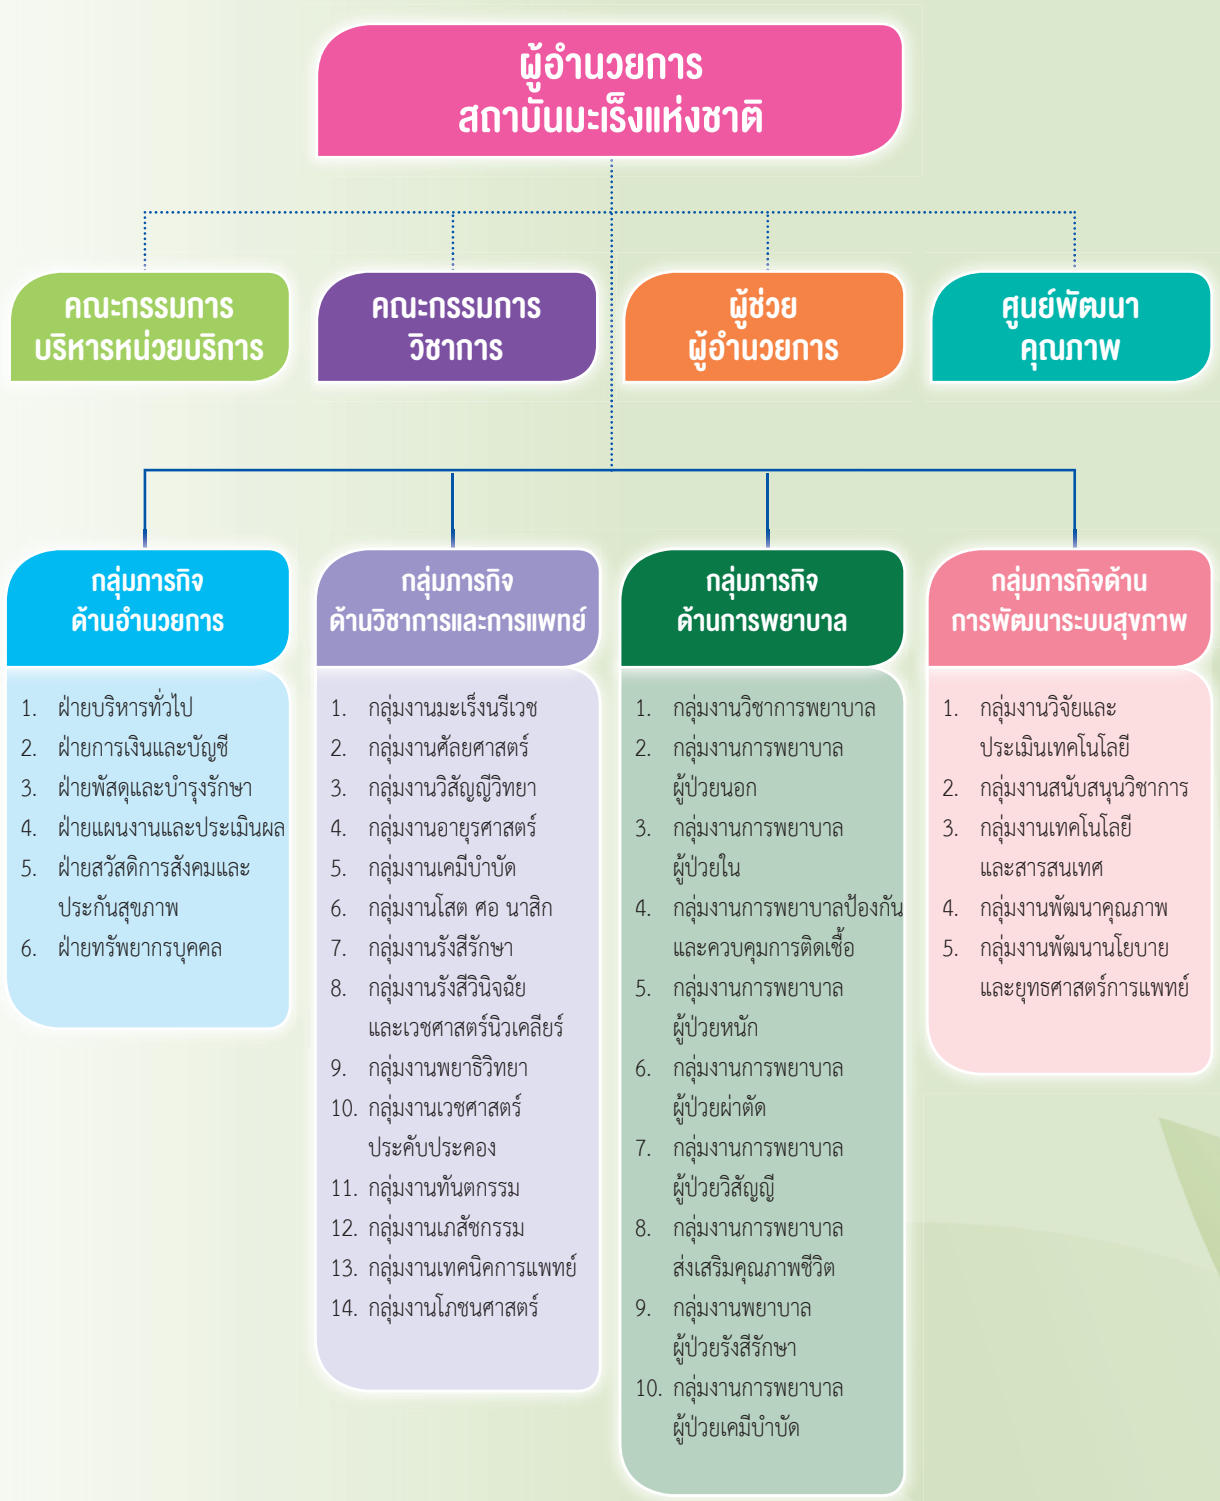 ผู้อำนวยการ
สถาบันมะเร็งแห่งชาติ
คณะกรรมการ
บริหารหน่วยบริการ
คณะกรรมการ
วิชาการ
ผู้ช่วย
ผู้อำนวยการ
ศูนย์พัฒนา
คุณภาพ
กลุ่มภารกิจ
ด้านอำนวยการ
1. ฝ่ายบริหารทั่วไป
2. ฝ่ายการเงินและบัญชี
3. ฝ่ายพัสดุและบำรุงรักษา
4. ฝ่ายแผนงานและประเมินผล
5. ฝ่ายสวัสดิการสังคมและ
ประกันสุขภาพ
6. ฝ่ายทรัพยากรบุคคล
กลุ่มภารกิจ
ด้านวิชาการและการแพทย์
1. กลุ่มงานมะเร็งนรีเวช
2. กลุ่มงานศัลยศาสตร์
3. กลุ่มงานวิสัญญีวิทยา
4. กลุ่มงานอายุรศาสตร์
5. กลุ่มงานเคมีบำบัด
6. กลุ่มงานโสต ศอ นาสิก
7. กลุ่มงานรังสีรักษา
8. กลุ่มงานรังสีวินิจฉัย
และเวชศาสตร์นิวเคลียร์
9. กลุ่มงานพยาธิวิทยา
10. กลุ่มงานเวชศาสตร์
ประคับประคอง
11. กลุ่มงานทันตกรรม
12. กลุ่มงานเภสัชกรรม
13. กลุ่มงานเทคนิคการแพทย์
14. กลุ่มงานโภชนศาสตร์
กลุ่มภารกิจ
ด้านการพยาบาล
1. กลุ่มงานวิชาการพยาบาล
2. กลุ่มงานการพยาบาล
ผู้ป่วยนอก
3. กลุ่มงานการพยาบาล
ผู้ป่วยใน
4. กลุ่มงานการพยาบาลป้องกัน
และควบคุมการติดเชื้อ
5. กลุ่มงานการพยาบาล
ผู้ป่วยหนัก
6. กลุ่มงานการพยาบาล
ผู้ป่วยผ่าตัด
7. กลุ่มงานการพยาบาล
ผู้ป่วยวิสัญญี
8. กลุ่มงานการพยาบาล
ส่งเสริมคุณภาพชีวิต
9. กลุ่มงานพยาบาล
ผู้ป่วยรังสีรักษา
10. กลุ่มงานการพยาบาล
ผู้ป่วยเคมีบำบัด
กลุ่มภารกิจด้าน
การพัฒนาระบบสุขภาพ
1. กลุ่มงานวิจัยและ
ประเมินเทคโนโลยี
2. กลุ่มงานสนับสนุนวิชาการ
3. กลุ่มงานเทคโนโลยี
และสารสนเทศ
4. กลุ่มงานพัฒนาคุณภาพ
5. กลุ่มงานพัฒนานโยบาย
และยุทธศาสตร์การแพทย์